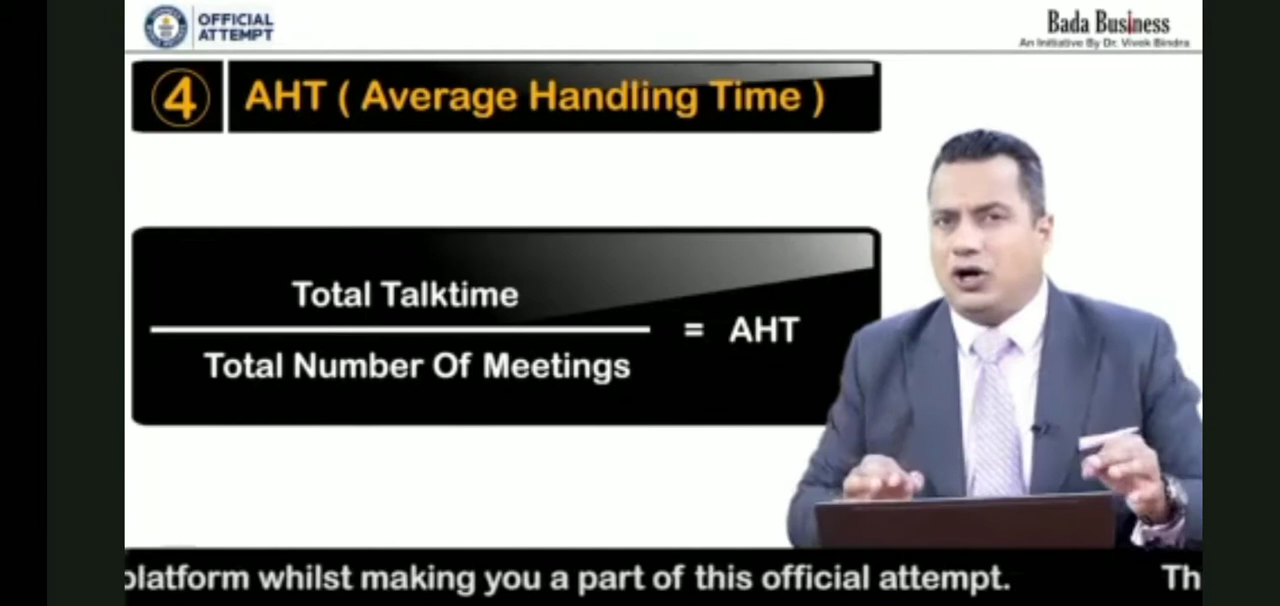 OFFICIAL
ATTEMPT
Bada Business
An Initiative By Dr. Vivek Bindra
4 AHT ( Average Handling Time )
Total Talktime
Total Number Of Meetings
= AHT
platform whilst making you a part of this official attempt. Th